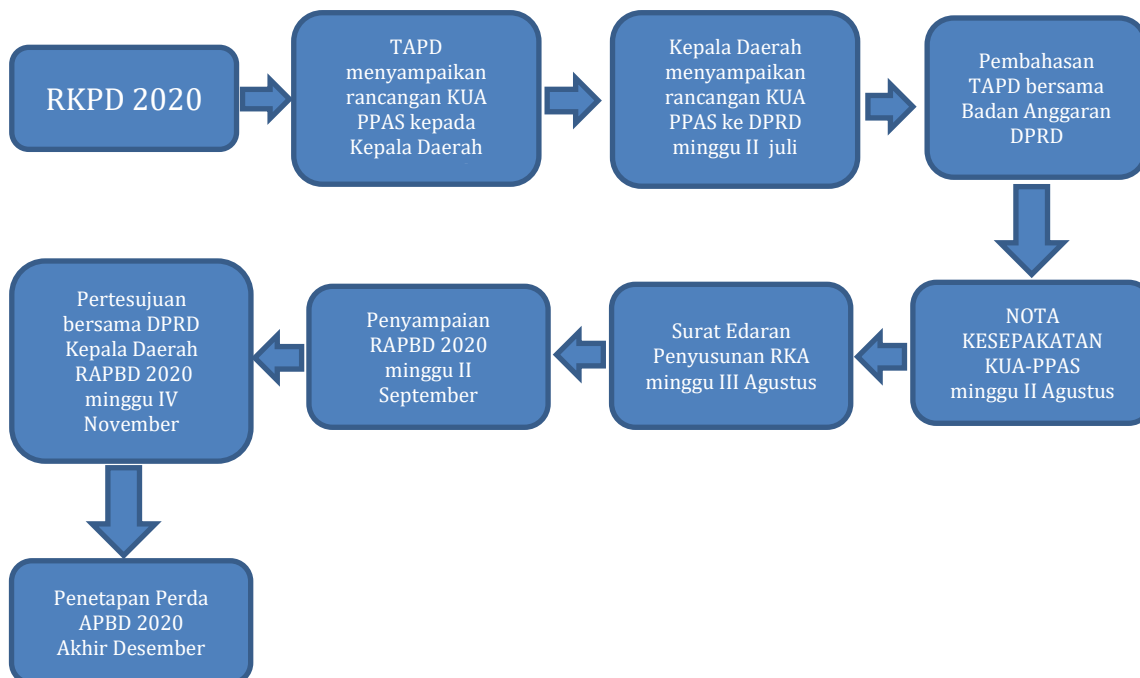 RKPD 2020
TAPD
menyampaikan
rancangan KUA
PPAS kepada
Kepala Daerah
Kepala Daerah
menyampaikan
rancangan KUA
PPAS ke DPRD
minggu II juli
Pembahasan
TAPD bersama
Badan Anggaran
DPRD
NOTA
KESEPAKATAN
KUA-PPAS
minggu II Agustus
Surat Edaran
Penyusunan RKA
minggu III Agustus
Penyampaian
RAPBD 2020
minggu II
September
Pertesujuan
bersama DPRD
Kepala Daerah
RAPBD 2020
minggu IV
November
Penetapan Perda
APBD 2020
Akhir Desember